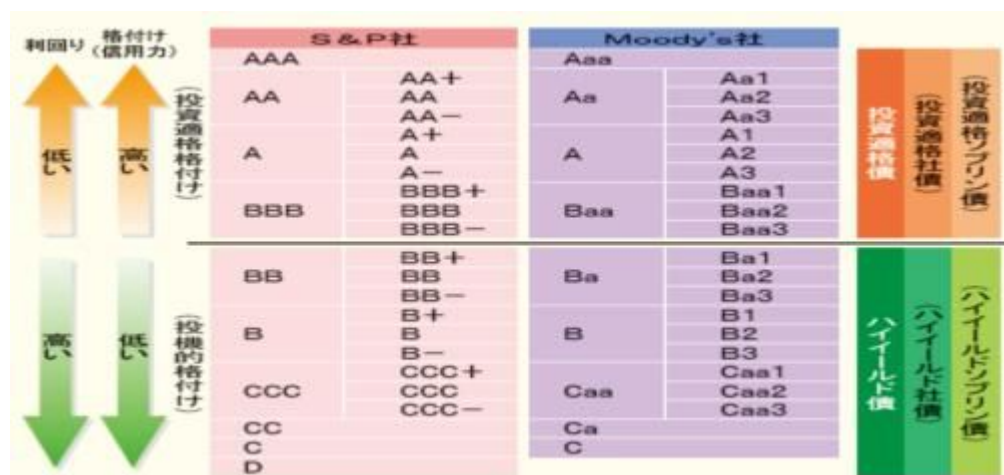 利回り 格付け(信用力) S&P社 Moody's社
AAA Aaa
AA+ Aa1
AA AA Aa Aa2
AA− Aa3
A+ A1
A A A A2
A− A3
BBB+ Baa1
BBB BBB Baa Baa2
BBB− Baa3
BB+ Ba1
BB BB Ba Ba2
BB− Ba3
B+ B1
B B B B2
B− B3
CCC+ Caa1
CCC CCC Caa Caa2
CCC− Caa3
CC Ca
C C
D
低い
高い
(投資適格格付け)
高い
低い
(投機的格付け)
投資適格債
(投資適格社債)
(投資適格ソブリン債)
ハイイールド債
(ハイイールド社債)
(ハイイールドソブリン債)